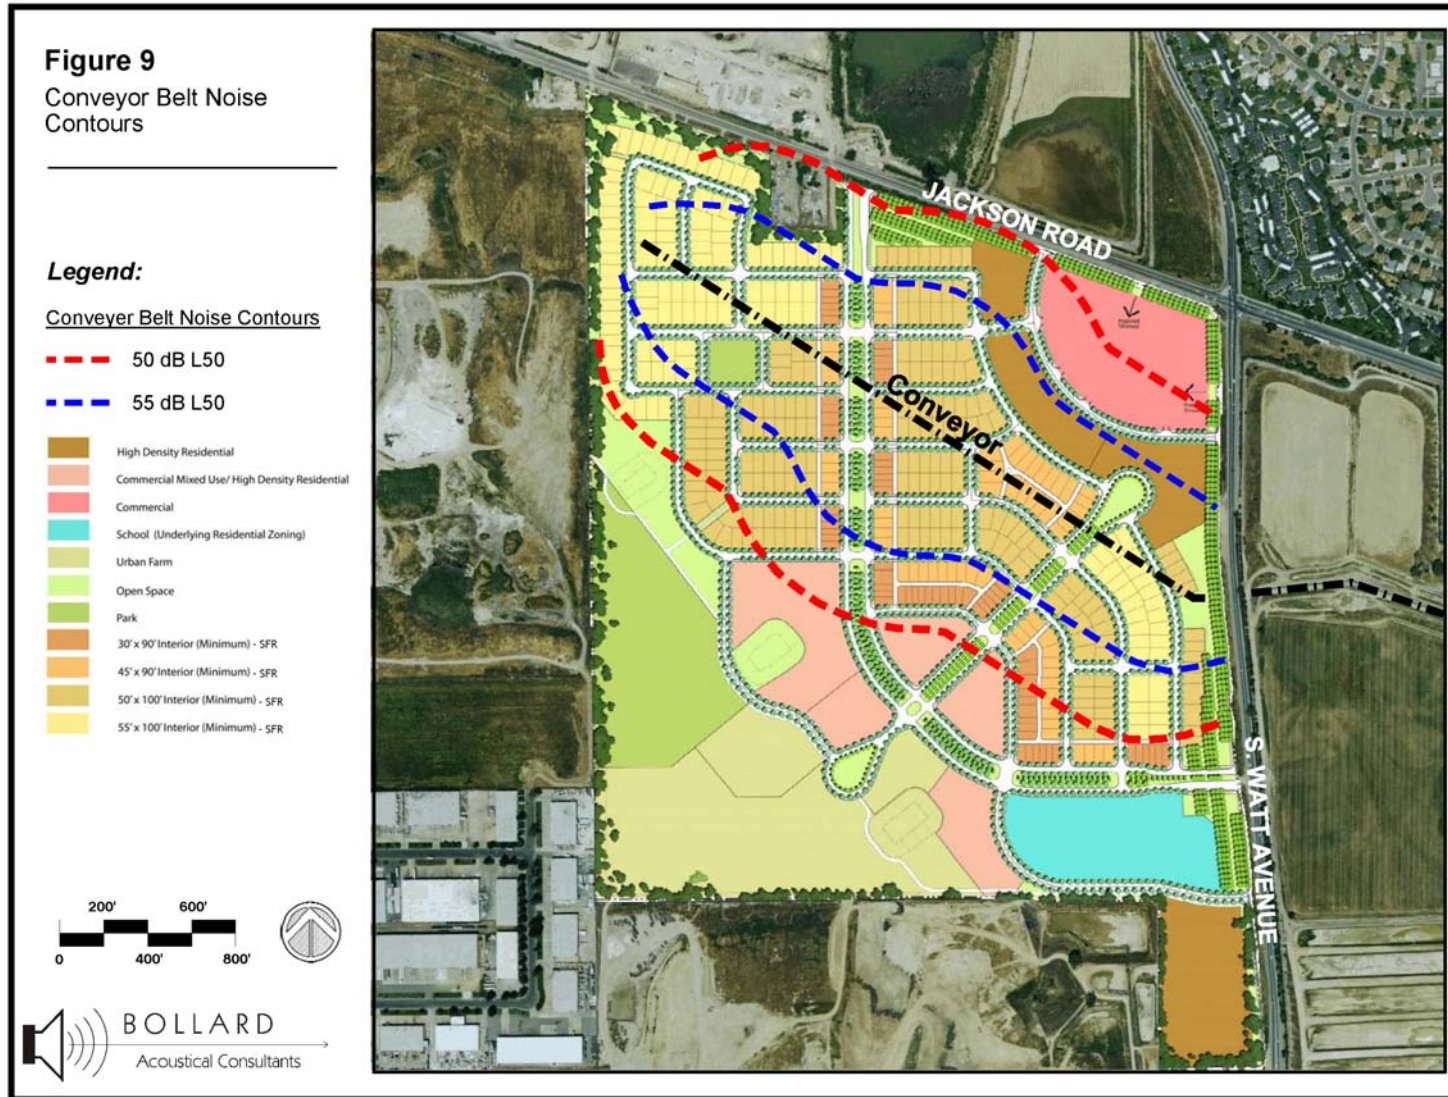 Figure 9
Conveyor Belt Noise
Contours
Legend:
Conveyer Belt Noise Contours
50 dB L50
55 dB L50
High Density Residential
Commercial Mixed Use/ High Density Residential
Commercial
School (Underlying Residential Zoning)
Urban Farm
Open Space
Park
30' x 90' Interior (Minimum) - SFR
45' x 90' Interior (Minimum) - SFR
50' x 100' Interior (Minimum) - SFR
55' x 100' Interior (Minimum) - SFR
200' 600'
0 400' 800'
BOLLARD
Acoustical Consultants
JACKSON ROAD
Conveyor
S. WATT AVENUE